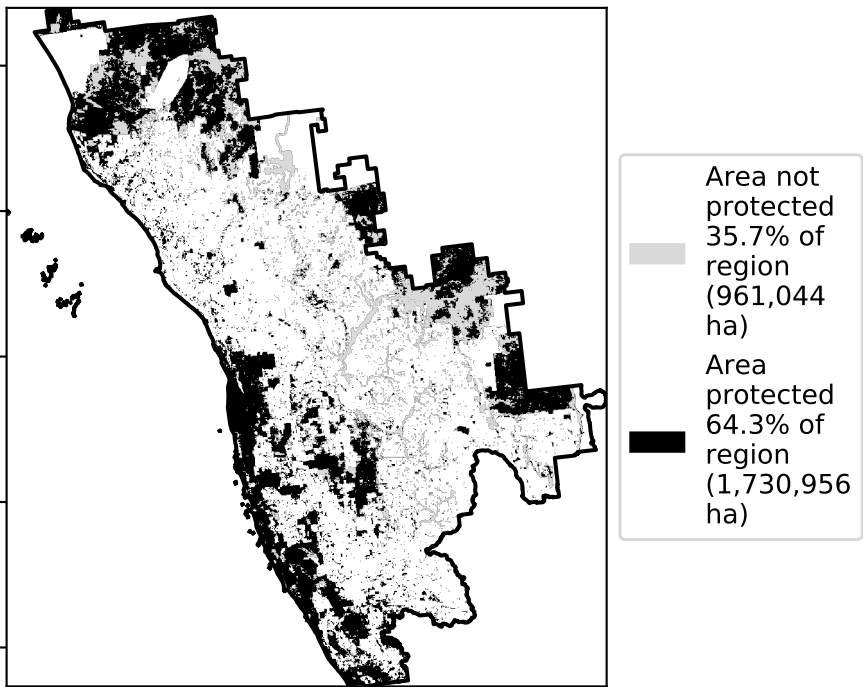 Area not
protected
35.7% of
region
(961,044
ha)
Area
protected
64.3% of
region
(1,730,956
ha)